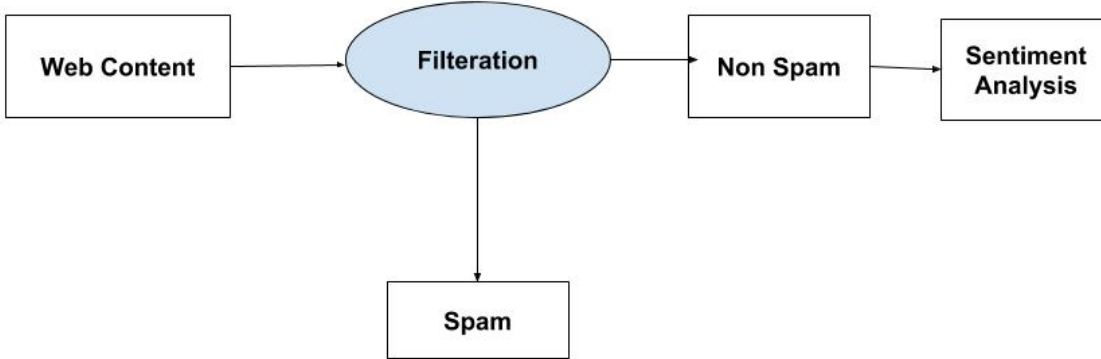 Web Content
Filteration
Non Spam
Sentiment
Analysis
Spam